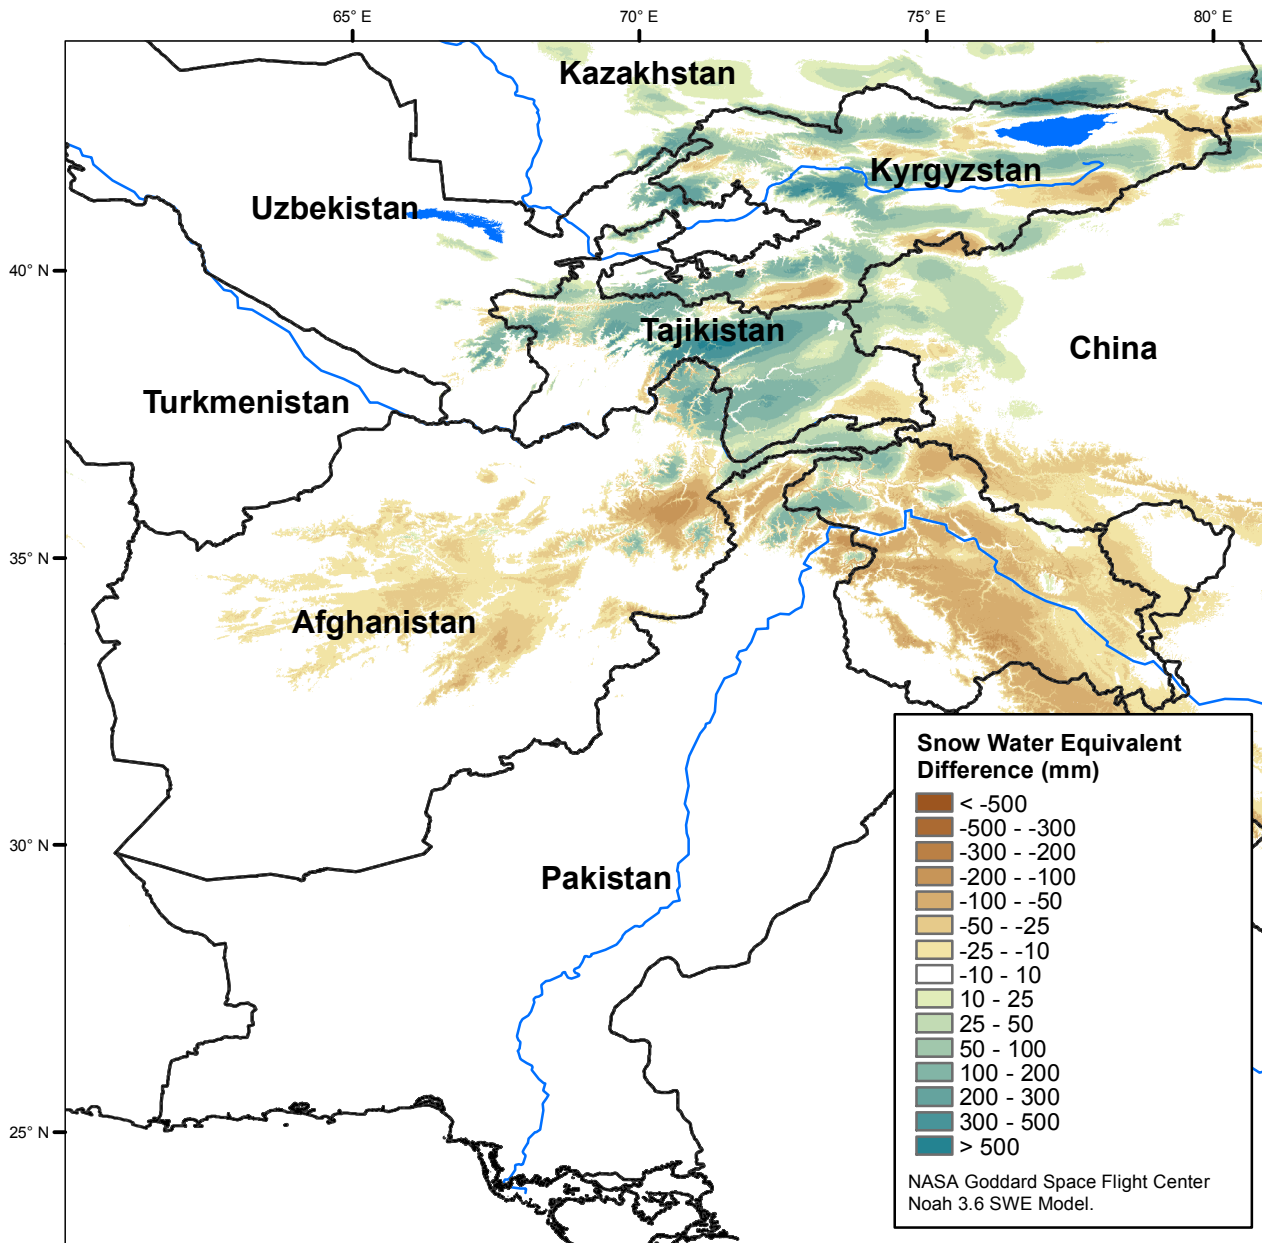 65° E
70° E
75° E
80° E
Kazakhstan
Kyrgyzstan
Uzbekistan
40° N
Tajikistan
China
Turkmenistan
35° N
Afghanistan
30° N
Pakistan
25° N
Snow Water Equivalent
Difference (mm)
< -500
-500 - -300
-300 - -200
-200 - -100
-100 - -50
-50 - -25
-25 - -10
-10 - 10
10 - 25
25 - 50
50 - 100
100 - 200
200 - 300
300 - 500
> 500
NASA Goddard Space Flight Center
Noah 3.6 SWE Model.